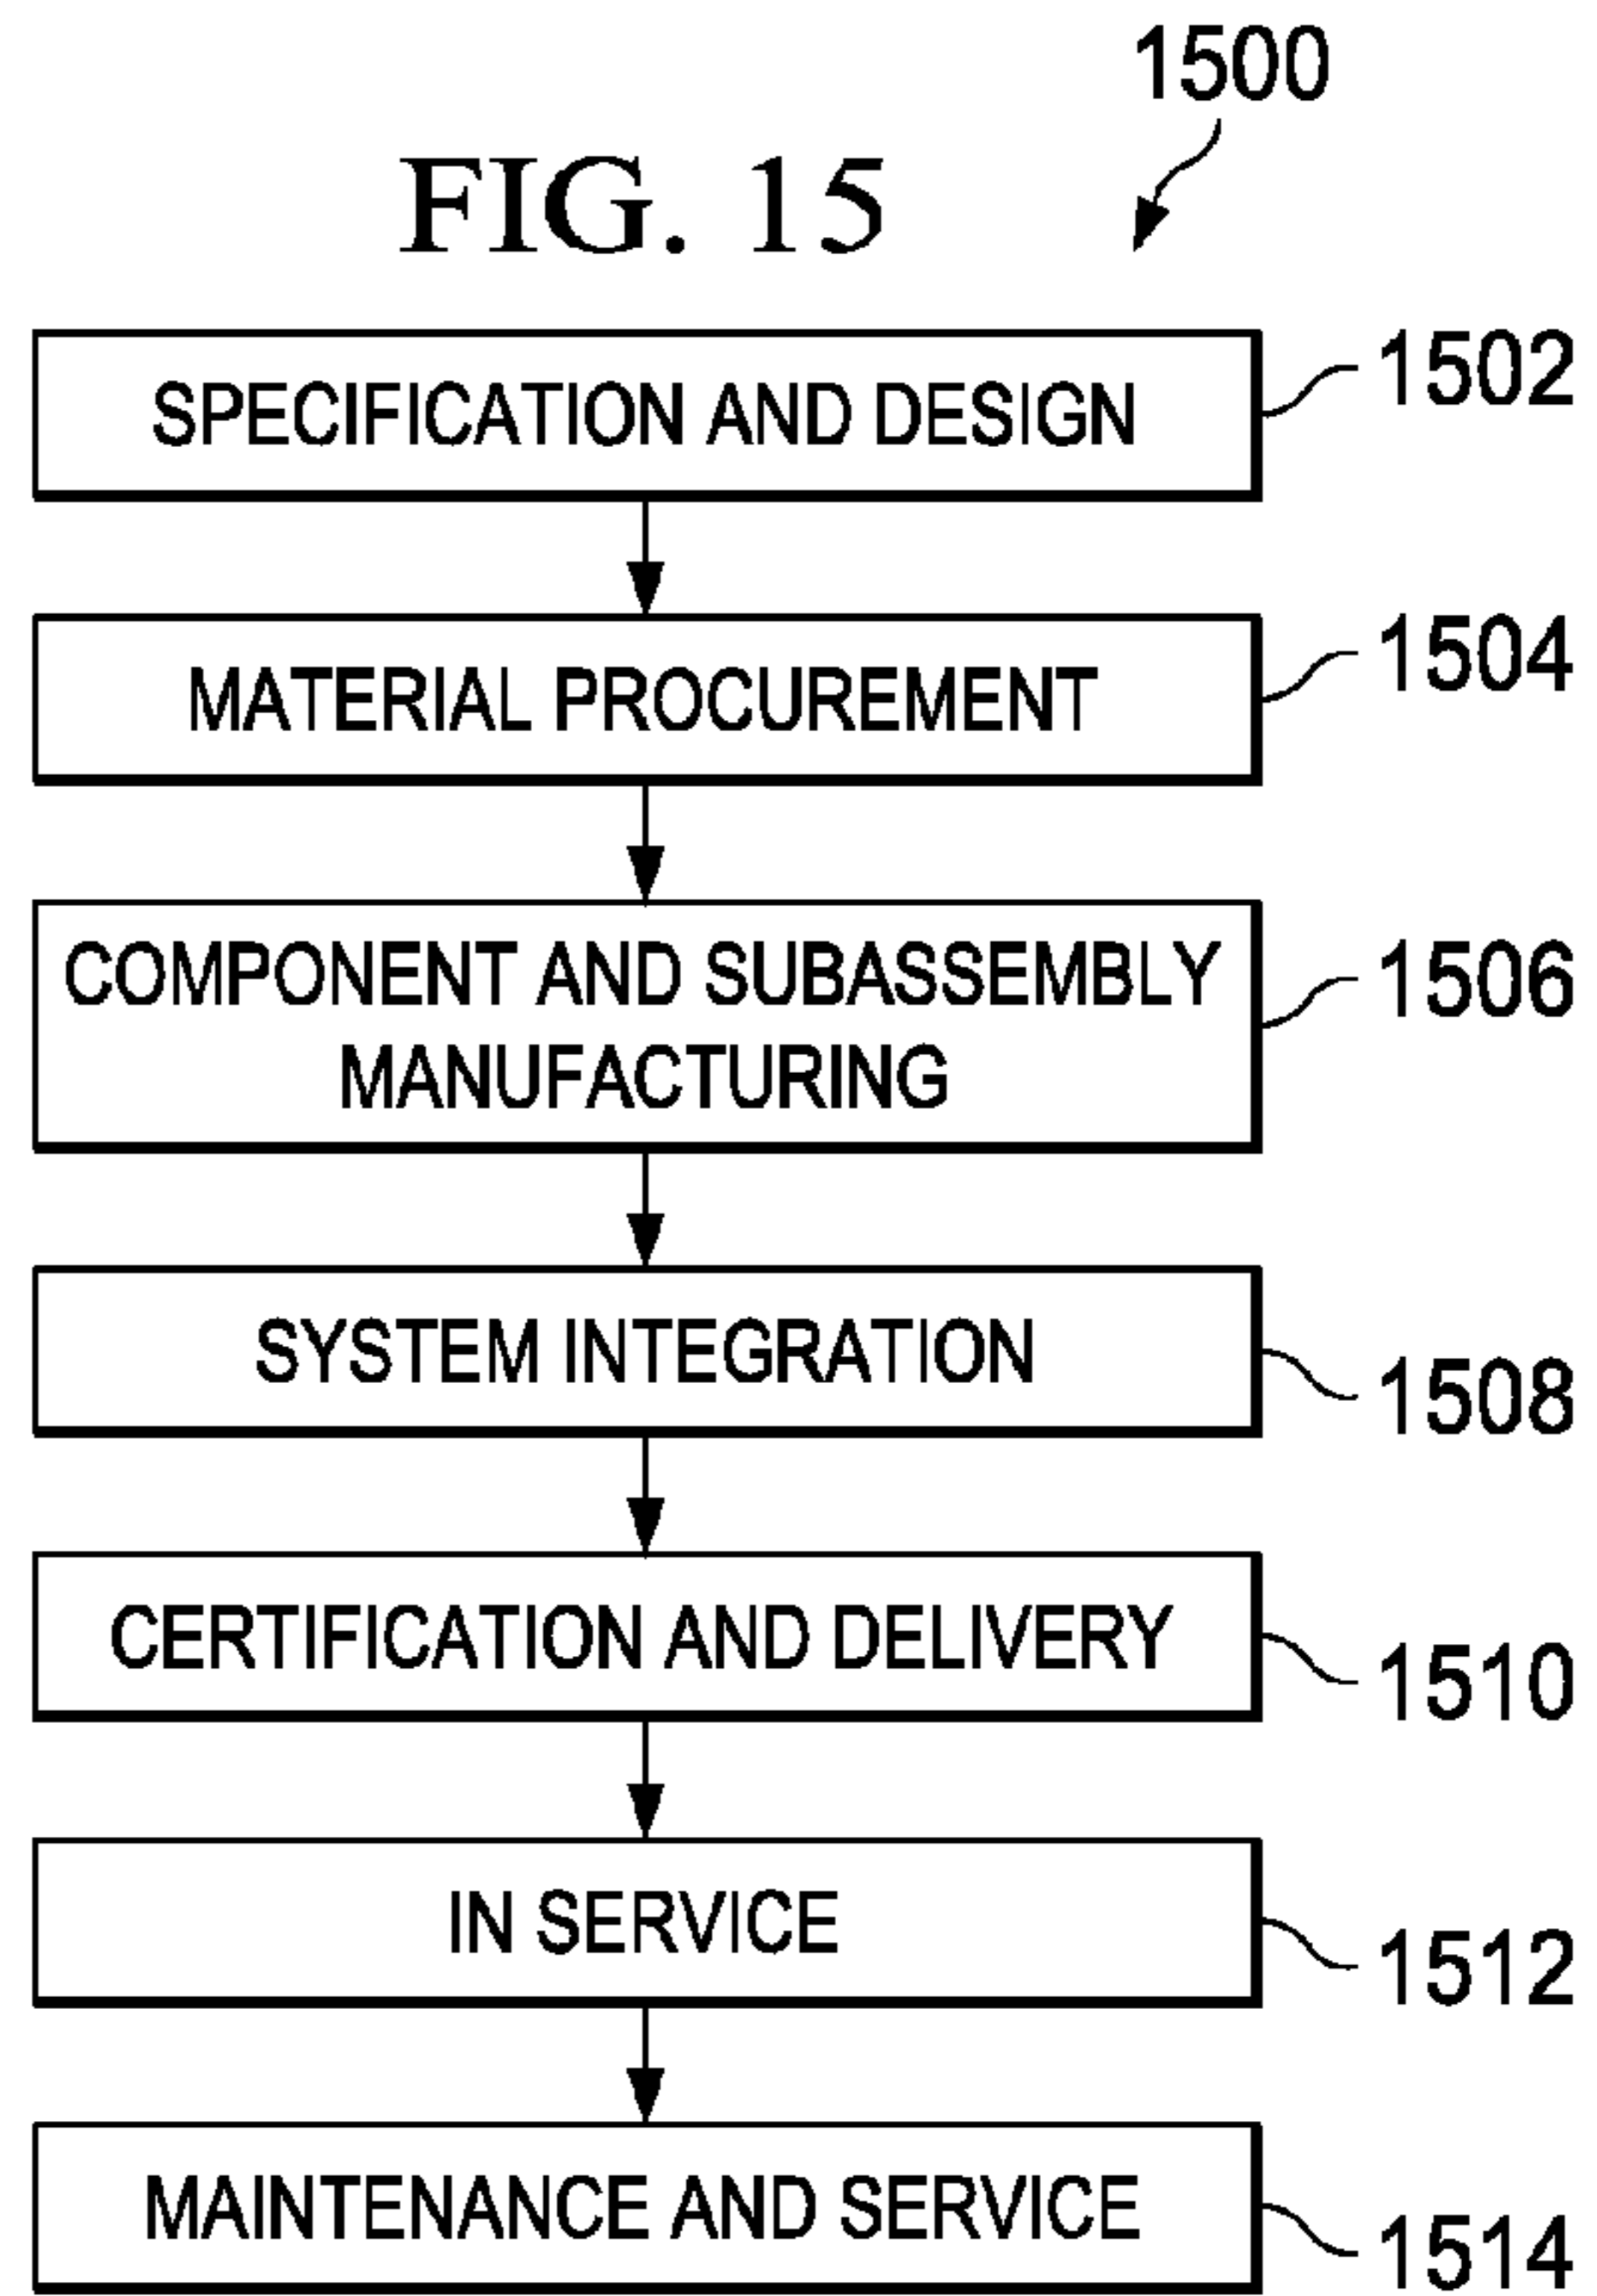 1500
FIG. 15
SPECIFICATION AND DESIGN 1502
MATERIAL PROCUREMENT 1504
COMPONENT AND SUBASSEMBLY
MANUFACTURING
1506
SYSTEM INTEGRATION 1508
CERTIFICATION AND DELIVERY 1510
IN SERVICE 1512
MAINTENANCE AND SERVICE 1514